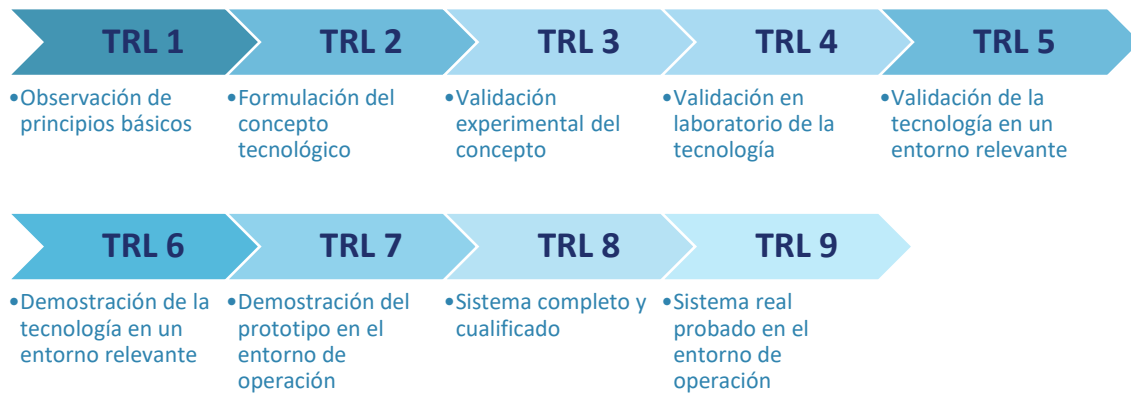 TRL 1
TRL 2
TRL 3
TRL 4
TRL 5
•Observación de
principios básicos
•Formulación del
concepto
tecnológico
•Validación
experimental del
concepto
•Validación en
laboratorio de la
tecnología
•Validación de la
tecnología en un
entorno relevante
TRL 6
TRL 7
TRL 8
TRL 9
•Demostración de la
tecnología en un
entorno relevante
•Demostración del
prototipo en el
entorno de
operación
•Sistema completo y
cualificado
•Sistema real
probado en el
entorno de
operación